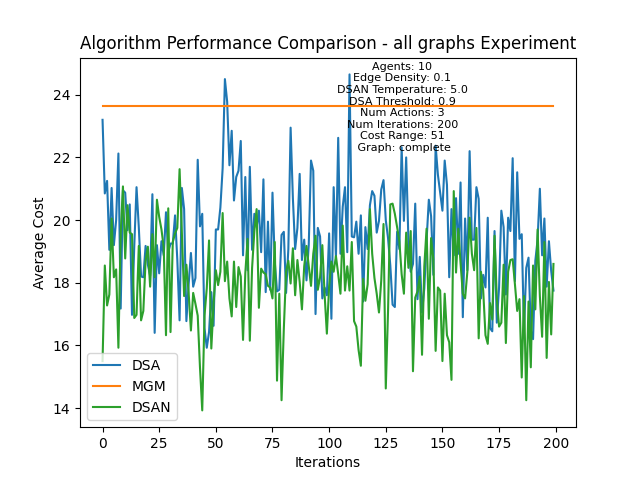 Algorithm Performance Comparison - all graphs Experiment
Agents: 10
Edge Density: 0.1
DSAN Temperature: 5.0
DSA Threshold: 0.9
Num Actions: 3
Num Iterations: 200
Cost Range: 51
Graph: complete
24
22
20
18
16
14
Average Cost
DSA
MGM
DSAN
0
25
50
75
100
125
150
175
200
Iterations